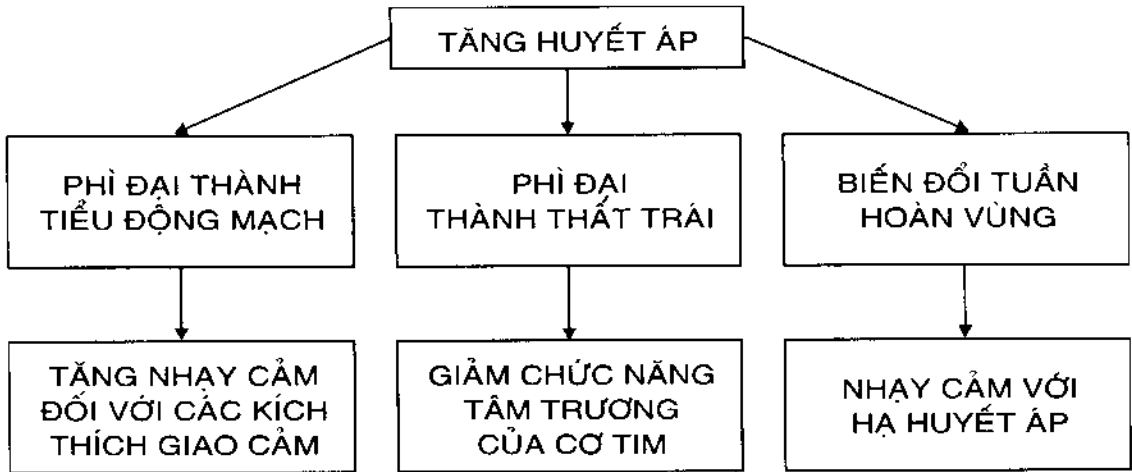 TĂNG HUYẾT ÁP
PHÌ ĐẠI THÀNH
TIỂU ĐỘNG MẠCH
PHÌ ĐẠI
THÀNH THẤT TRÁI
BIẾN ĐỔI TUẦN
HOÀN VÙNG
TĂNG NHẠY CẢM
ĐỐI VỚI CÁC KÍCH
THÍCH GIAO CẢM
GIẢM CHỨC NĂNG
TÂM TRƯƠNG
CỦA CƠ TIM
NHẠY CẢM VỚI
HẠ HUYẾT ÁP